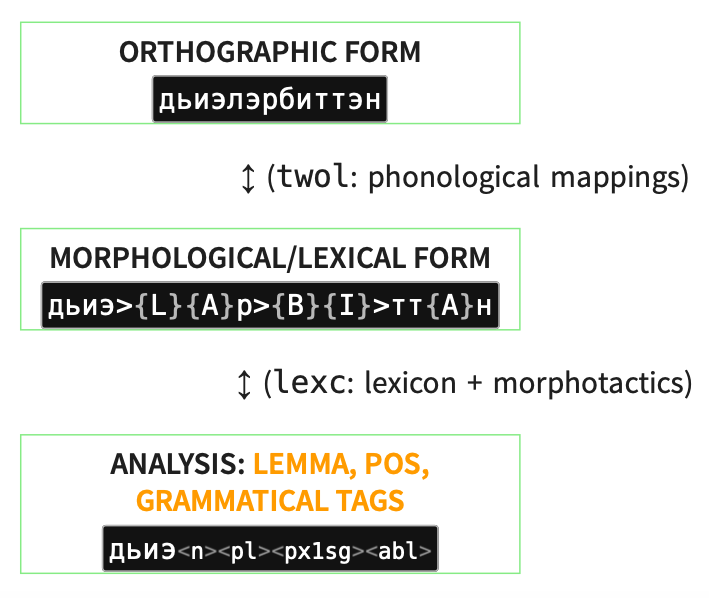 ORTHOGRAPHIC FORM
дьиэлэрбиттэн
↕ (twol: phonological mappings)
MORPHOLOGICAL/LEXICAL FORM
дьиэ>{L}{A}р>{B}{I}>тт{A}н
↕ (lexc: lexicon + morphotactics)
ANALYSIS: LEMMA, POS,
GRAMMATICAL TAGS
дьиэ<n><pl><px1sg><abl>